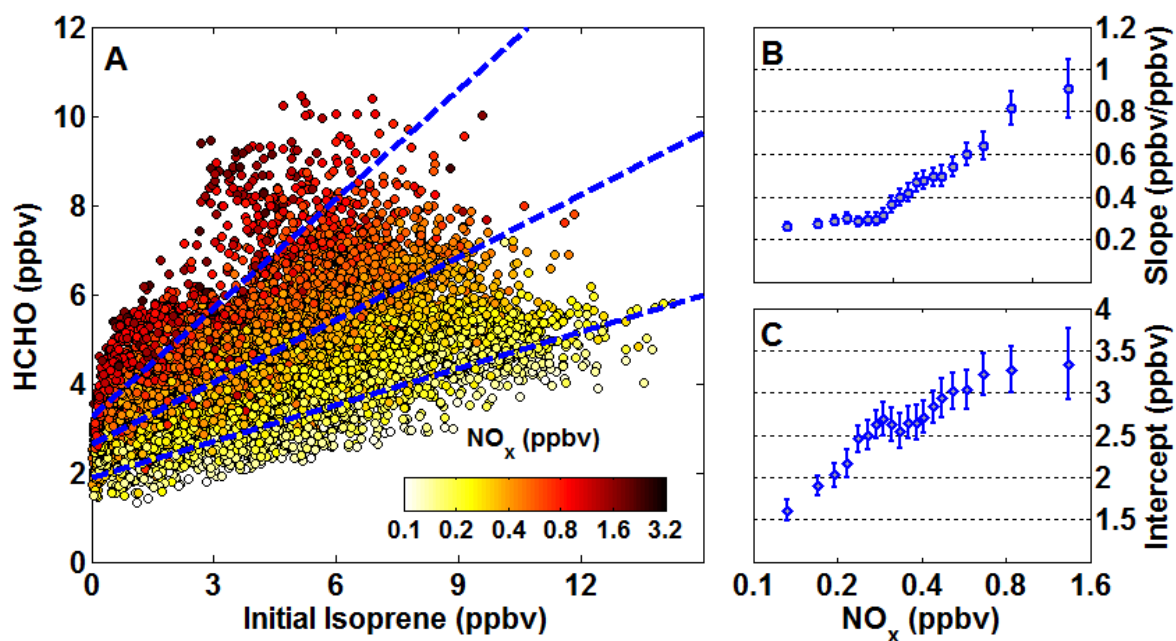 A
HCHO (ppbv)
12
10
8
6
4
2
0
0 3 6 9 12
Initial Isoprene (ppbv)
NOx (ppbv)
0.1 0.2 0.4 0.8 1.6 3.2
B
1.2
1
0.8
0.6
0.4
0.2
Slope (ppbv/ppbv)
C
4
3.5
3
2.5
2
1.5
Intercept (ppbv)
0.1 0.2 0.4 0.8 1.6
NOx (ppbv)